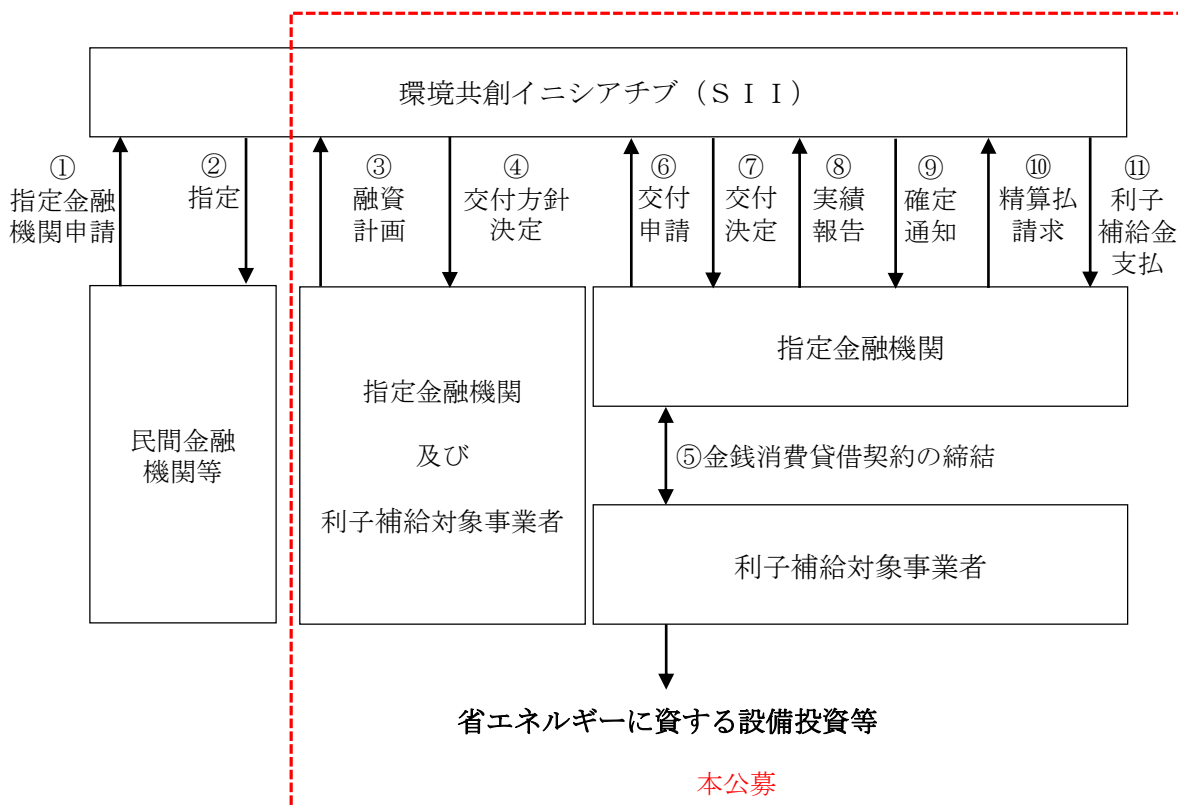 環境共創イニシアチブ（ＳＩＩ）
①
指定金融
機関申請
②
指定
③
融資
計画
④
交付方針
決定
⑥
交付
申請
⑦
交付
決定
⑧
実績
報告
⑨
確定
通知
⑩
精算払
請求
⑪
利子
補給金
支払
民間金融
機関等
指定金融機関
及び
利子補給対象事業者
指定金融機関
⑤金銭消費貸借契約の締結
利子補給対象事業者
省エネルギーに資する設備投資等
本公募